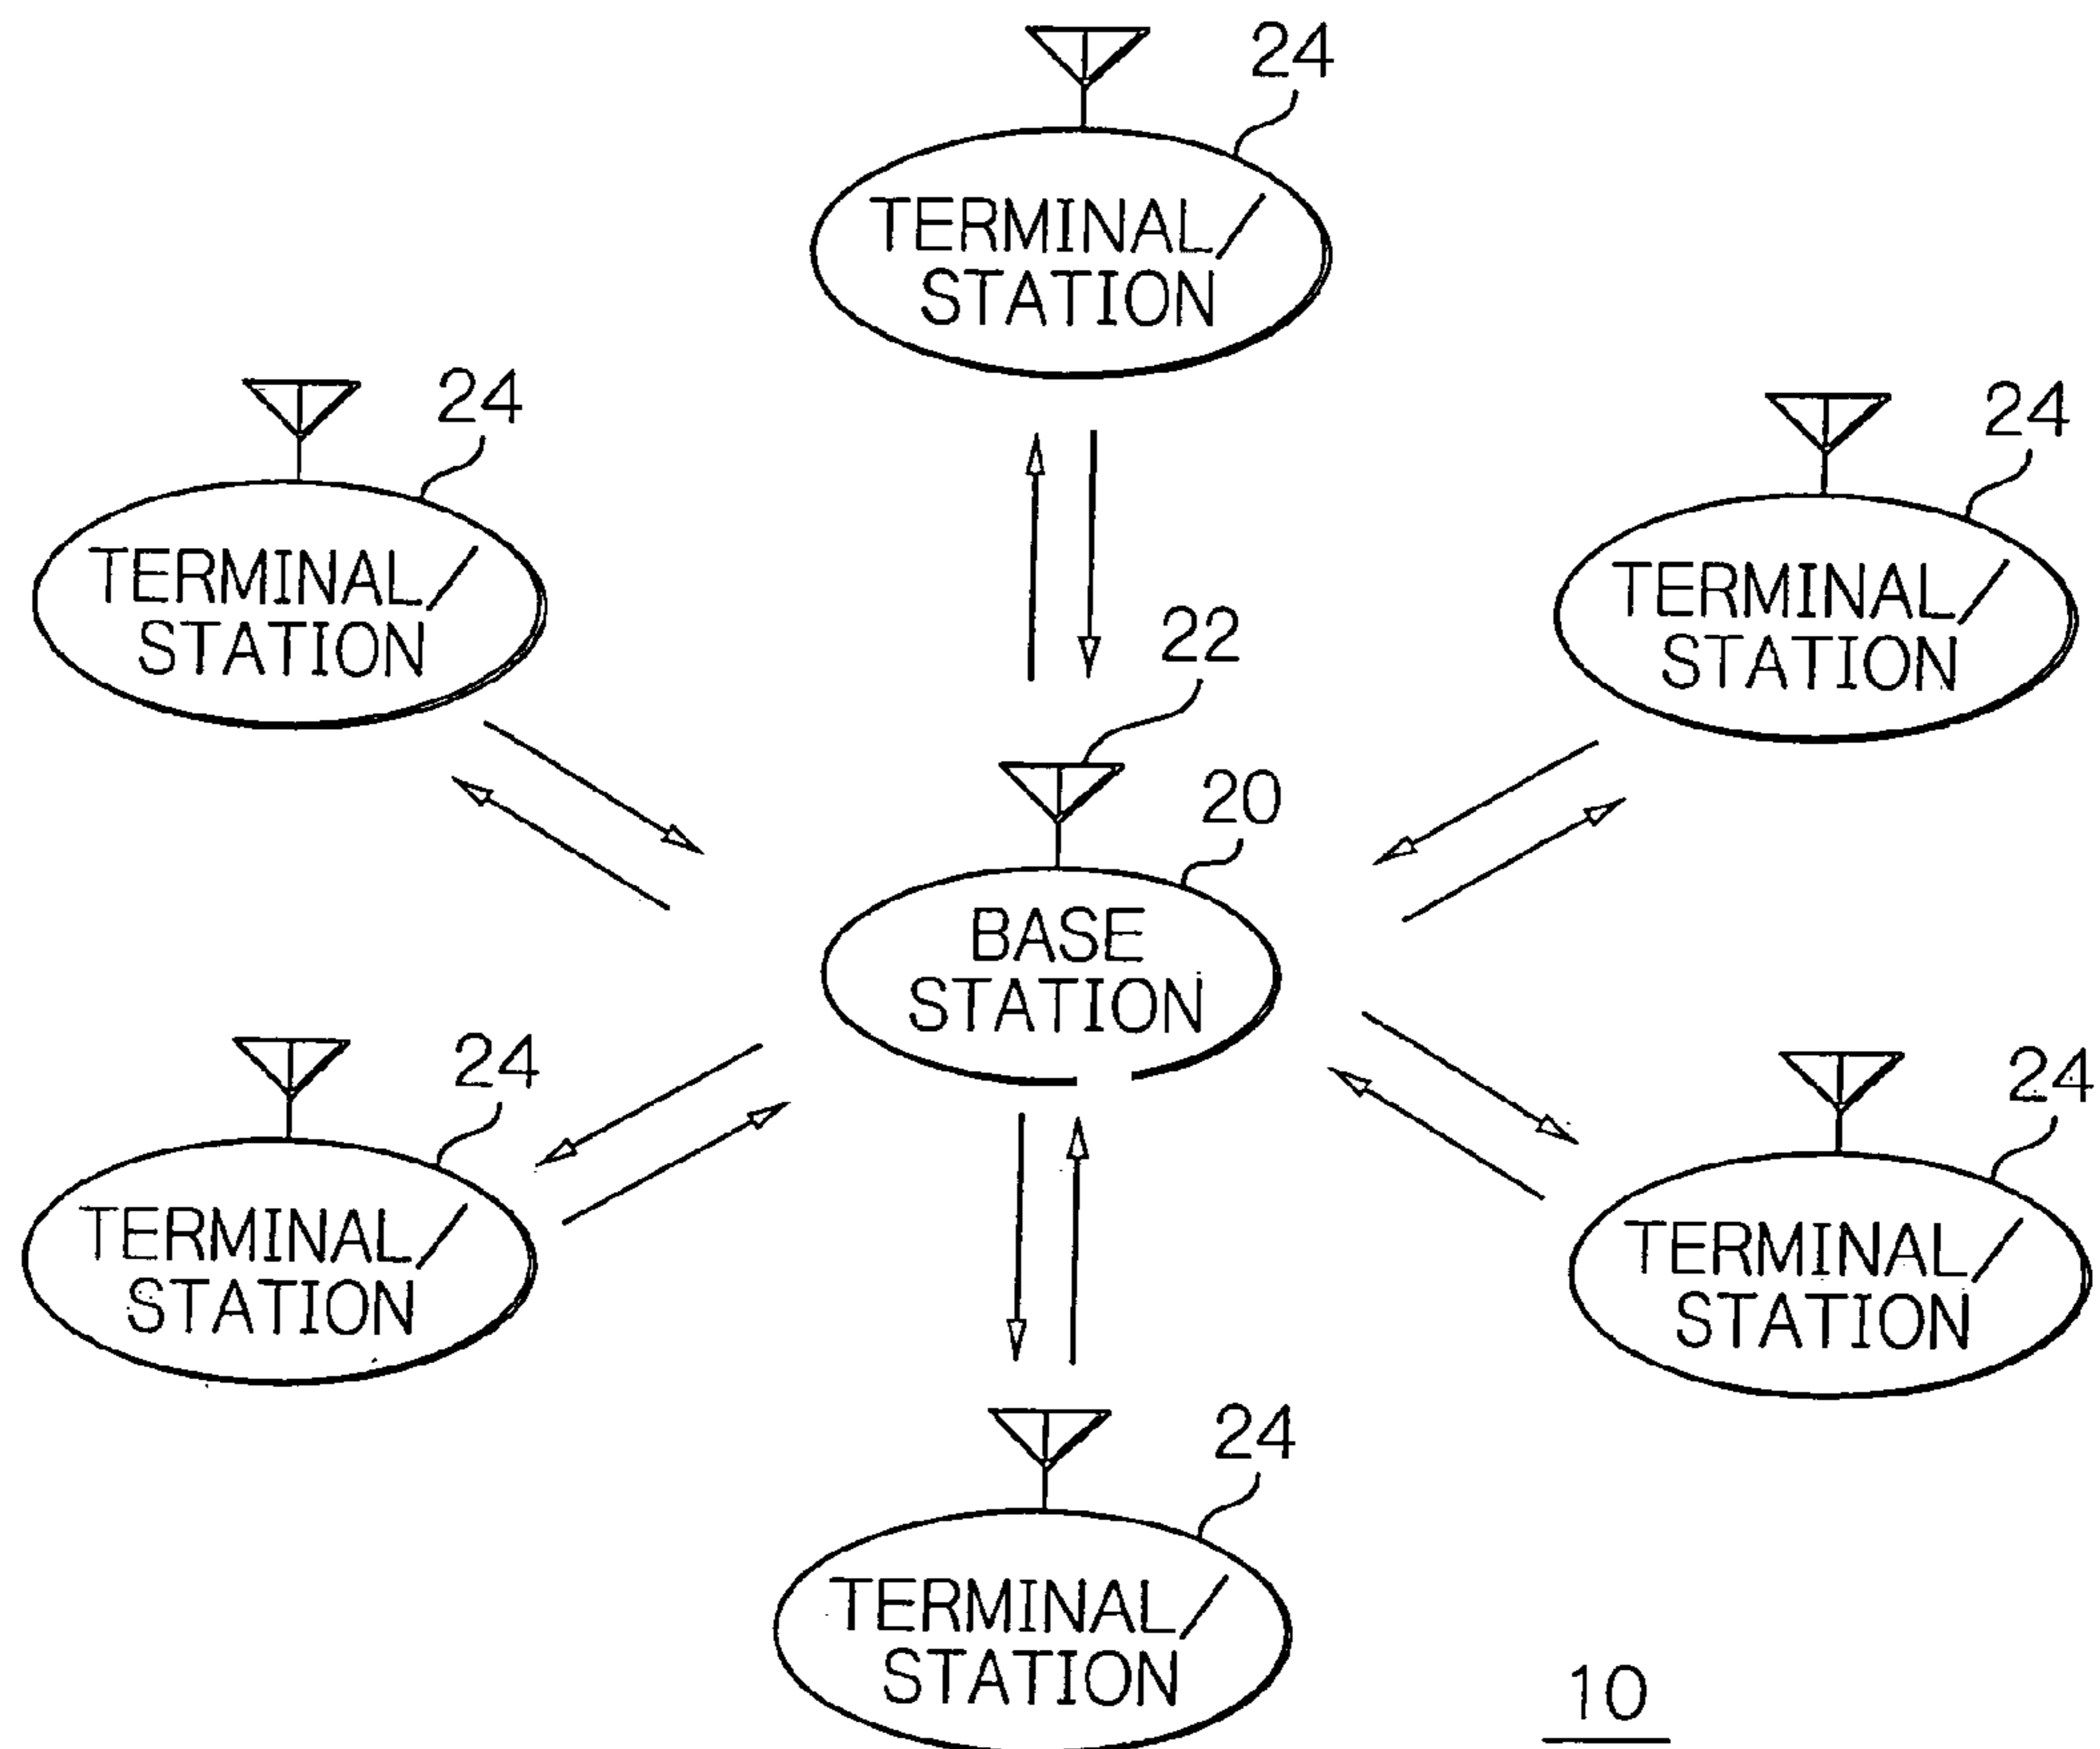 24
TERMINAL/
STATION
24
TERMINAL/
STATION
24
TERMINAL/
STATION
22
20
BASE
STATION
24
TERMINAL/
STATION
24
TERMINAL/
STATION
24
TERMINAL/
STATION
10